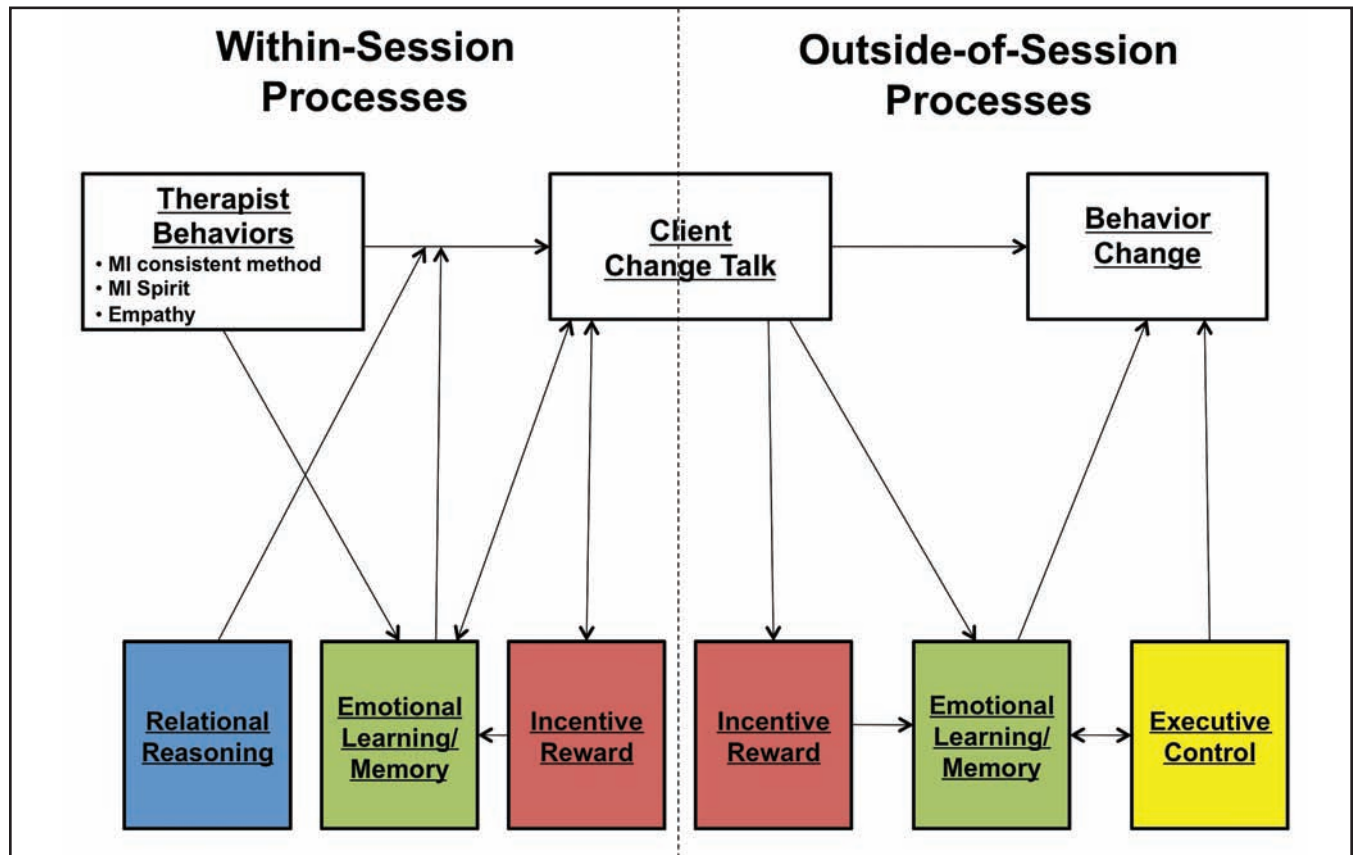 Within-Session
Processes
Outside-of-Session
Processes
Therapist
Behaviors
• MI consistent method
• MI Spirit
• Empathy
Client
Change Talk
Behavior
Change
Relational
Reasoning
Emotional
Learning/
Memory
Incentive
Reward
Incentive
Reward
Emotional
Learning/
Memory
Executive
Control